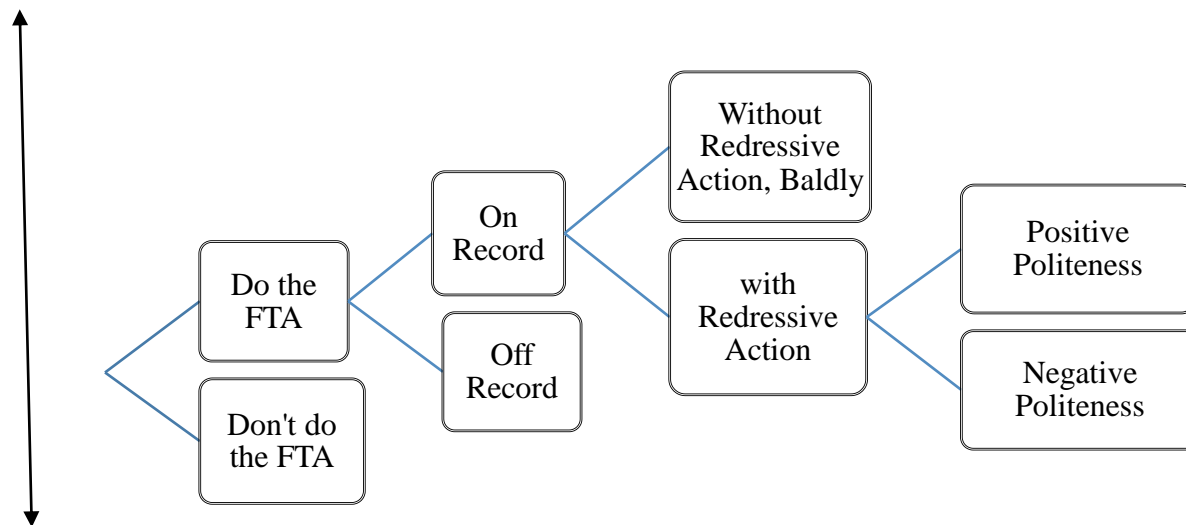 Do the
FTA
Don't do
the FTA
On
Record
Off
Record
Without
Redressive
Action, Baldly
with
Redressive
Action
Positive
Politeness
Negative
Politeness